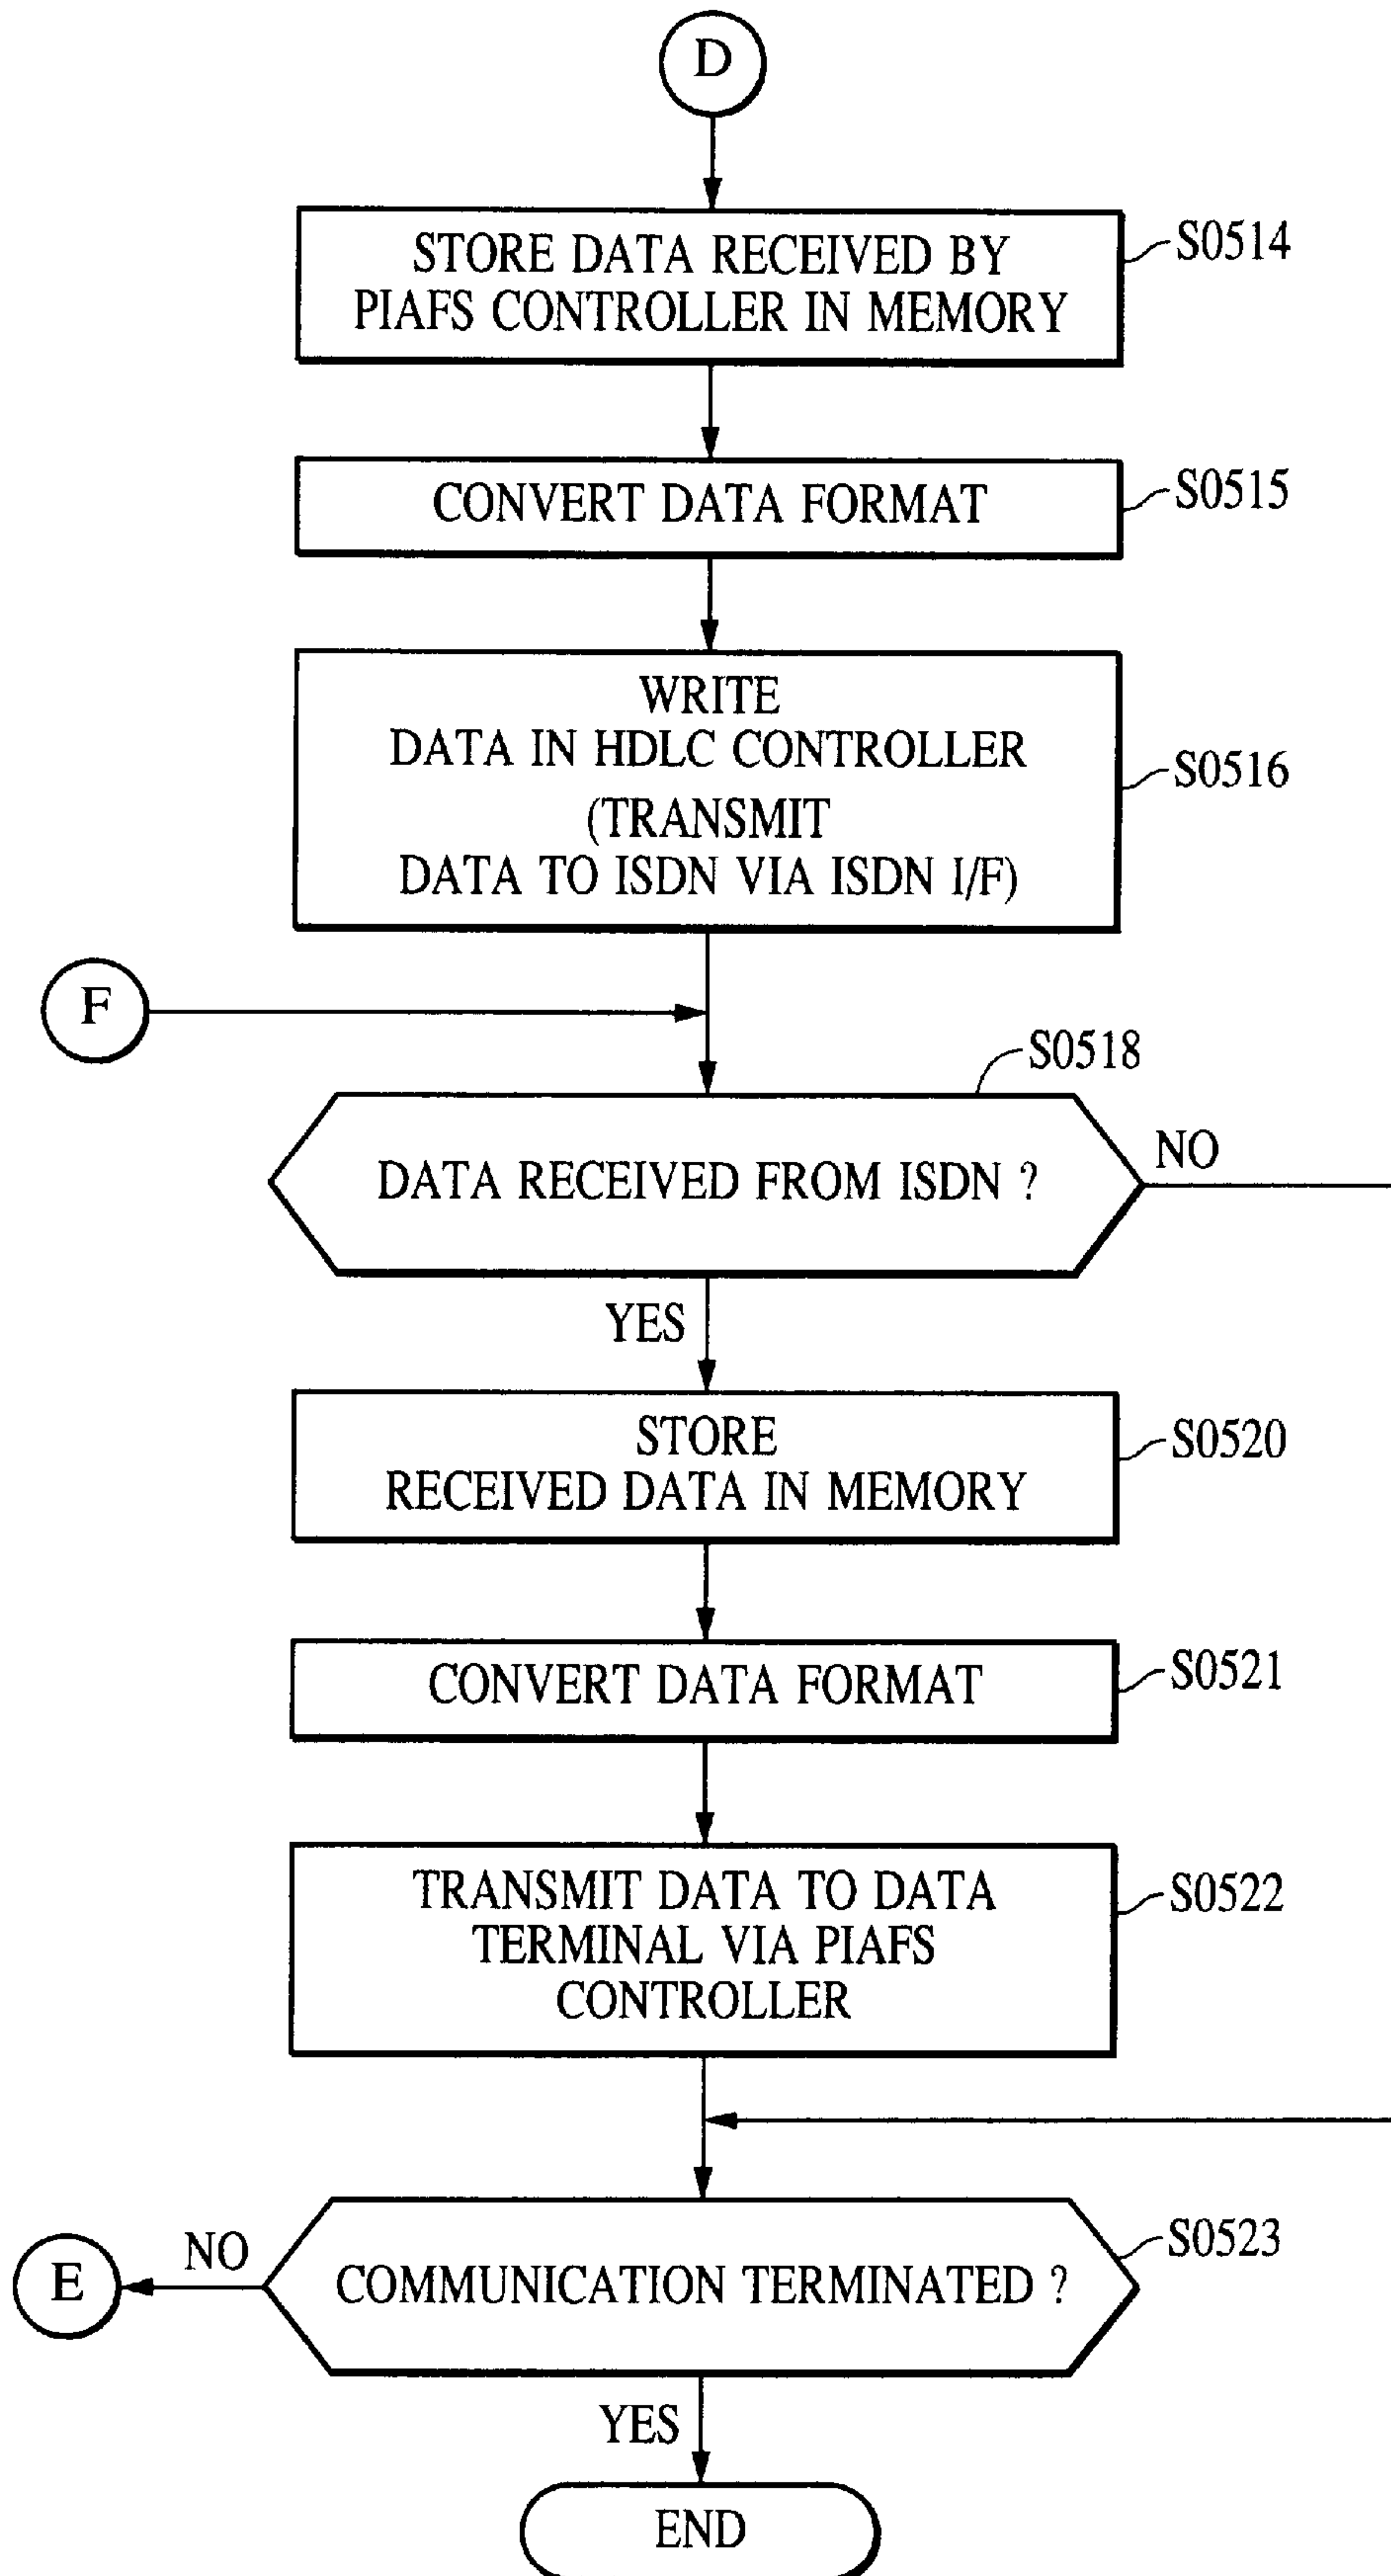 D
STORE DATA RECEIVED BY
PIAFS CONTROLLER IN MEMORY
S0514
CONVERT DATA FORMAT
S0515
WRITE
DATA IN HDLC CONTROLLER
(TRANSMIT
DATA TO ISDN VIA ISDN I/F)
S0516
F
S0518
DATA RECEIVED FROM ISDN ?
NO
YES
STORE
RECEIVED DATA IN MEMORY
S0520
CONVERT DATA FORMAT
S0521
TRANSMIT DATA TO DATA
TERMINAL VIA PIAFS
CONTROLLER
S0522
E
NO
COMMUNICATION TERMINATED ?
S0523
YES
END